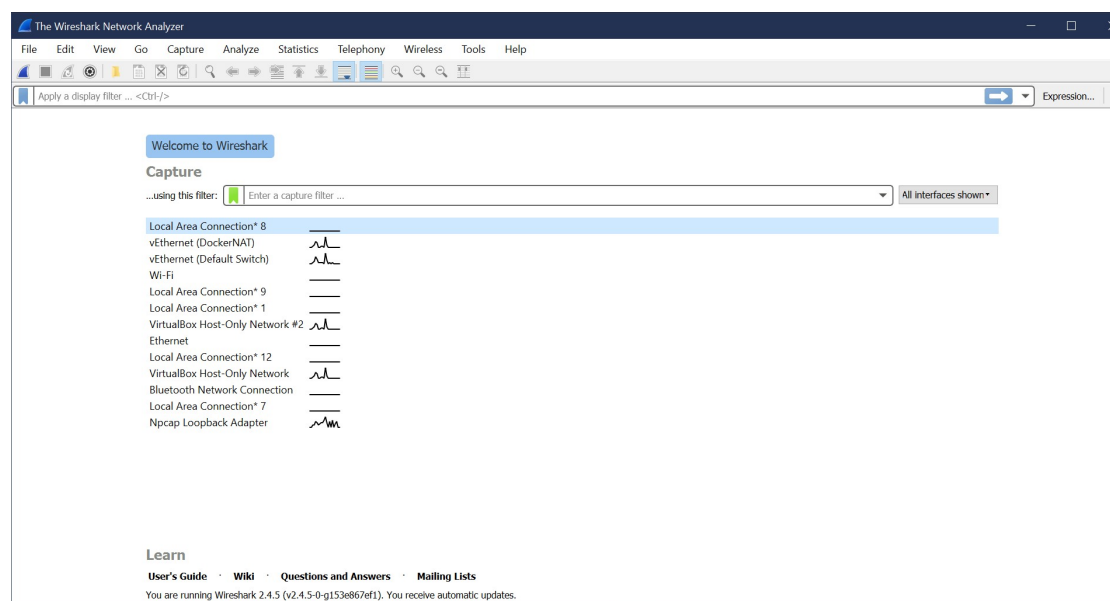 The Wireshark Network Analyzer
File Edit View Go Capture Analyze Statistics Telephony Wireless Tools Help
Apply a display filter ... <Ctrl-/> Expression...
Welcome to Wireshark
Capture
...using this filter: Enter a capture filter ... All interfaces shown
Local Area Connection* 8
vEthernet (DockerNAT)
vEthernet (Default Switch)
Wi-Fi
Local Area Connection* 9
Local Area Connection* 1
VirtualBox Host-Only Network #2
Ethernet
Local Area Connection* 12
VirtualBox Host-Only Network
Bluetooth Network Connection
Local Area Connection* 7
Npcap Loopback Adapter
Learn
User's Guide · Wiki · Questions and Answers · Mailing Lists
You are running Wireshark 2.4.5 (v2.4.5-0-g153e867ef1). You receive automatic updates.